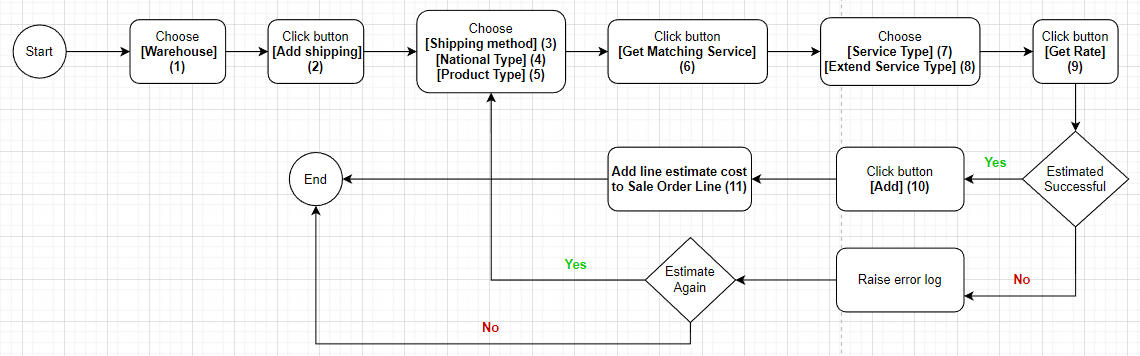 Start
Choose
[Warehouse]
(1)
Click button
[Add shipping]
(2)
Choose
[Shipping method] (3)
[National Type] (4)
[Product Type] (5)
Click button
[Get Matching Service]
(6)
Choose
[Service Type] (7)
[Extend Service Type] (8)
Click button
[Get Rate]
(9)
Estimated
Successful
Yes
Click button
[Add] (10)
Add line estimate cost
to Sale Order Line (11)
End
No
Raise error log
Estimate
Again
Yes
No